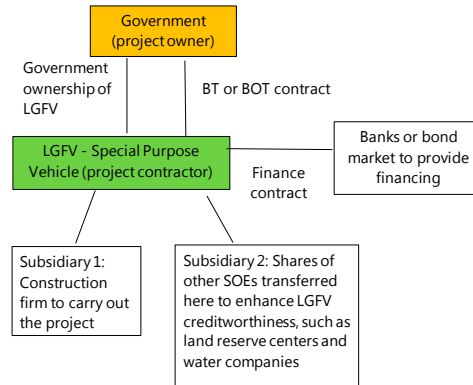 Government
(project owner)
Government
ownership of
LGFV
BT or BOT contract
LGFV - Special Purpose
Vehicle (project contractor)
Banks or bond
market to provide
financing
Finance
contract
Subsidiary 1:
Construction
firm to carry out
the project
Subsidiary 2: Shares of
other SOEs transferred
here to enhance LGFV
creditworthiness, such as
land reserve centers and
water companies